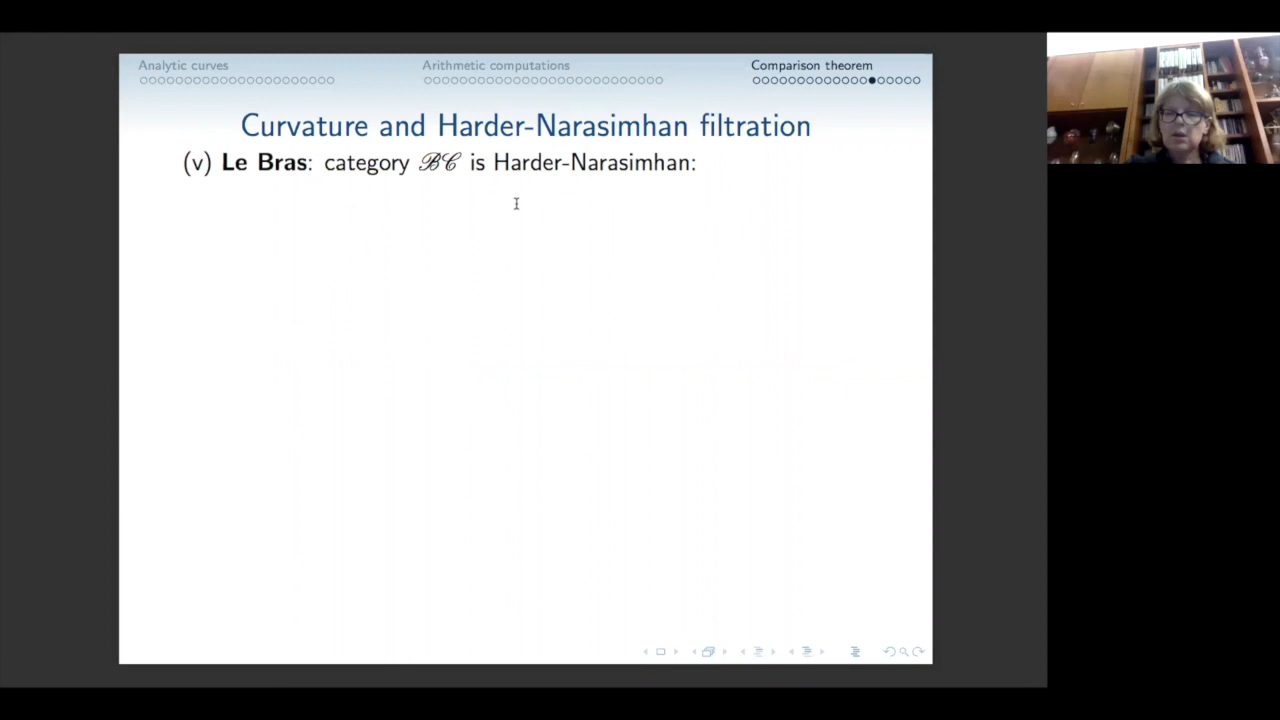 Analytic curves Arithmetic computations Comparison theorem
Curvature and Harder-Narasimhan filtration
(v) Le Bras: category ℬ𝒞 is Harder-Narasimhan: